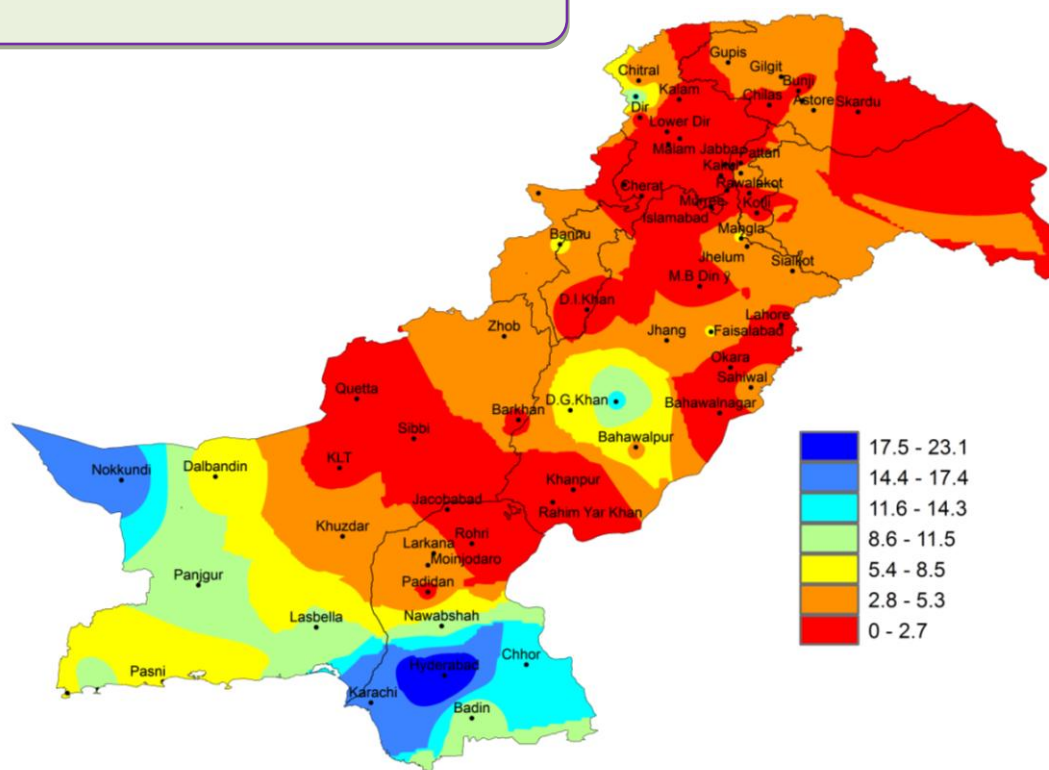 Gupis
Gilgit
Chitral
Bunji
Kalam
Chilas
Astore
Skardu
Dir
Lower Dir
Malam Jabbap
Pattan
Cherat
Rawalakot
Murree
Kotli
Islamabad
Bannu
Mangla
Jhelum
Sialkot
M.B Din ÿ
D.I.Khan
Lahore
Zhob
Jhang
Faisalabad
Okara
Sahiwal
Quetta
D.G.Khan
Barkhan
Bahawalnagar
Sibbi
Bahawalpur
Nokkundi
Dalbandin
KLT
Khanpur
Jaccbabad
Rahim Yar Khan
Khuzdar
Rohri
Larkana
Moinjodaro
Panjgur
Padidan
Lasbella
Nawabshah
Pasni
Hyderabad
Chhor
Karachi
Badin
17.5 - 23.1
14.4 - 17.4
11.6 - 14.3
8.6 - 11.5
5.4 - 8.5
2.8 - 5.3
0 - 2.7